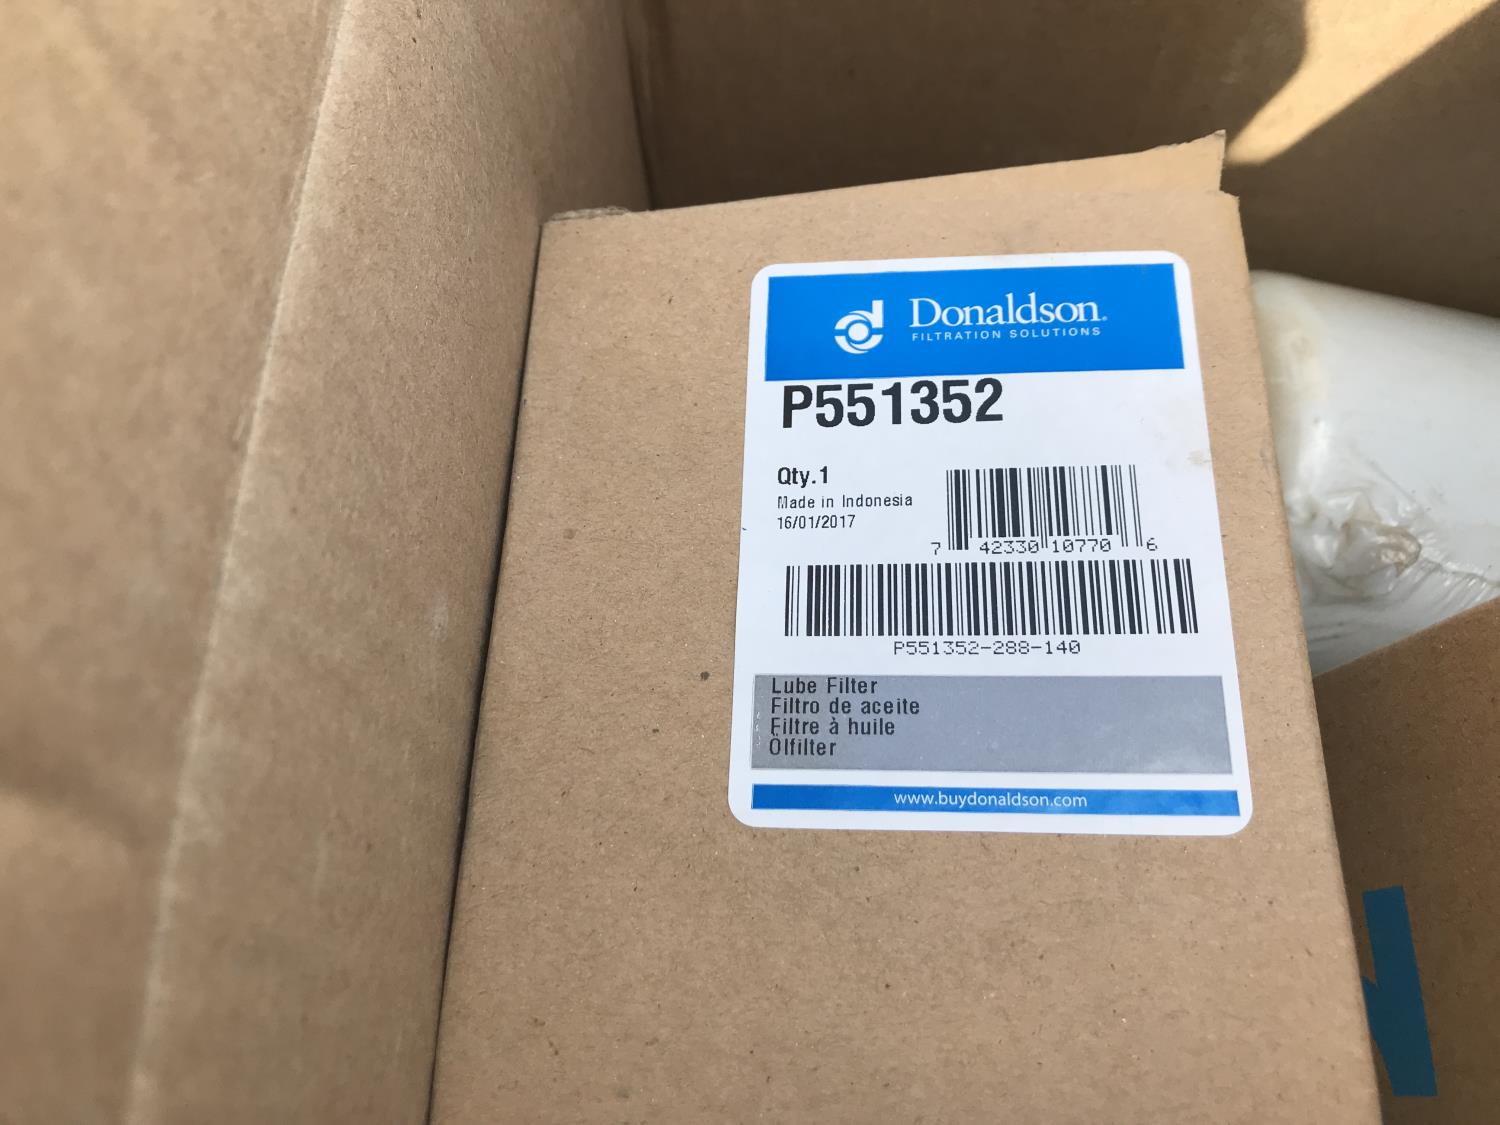 Donaldson.
FILTRATION SOLUTIONS
P551352
Qty.1
Made in Indonesia
16/01/2017
7 42330 10770 6
P551352-288-140
Lube Filter
Filtro de aceite
Filtre à huile
Ölfilter
www.buydonaldson.com